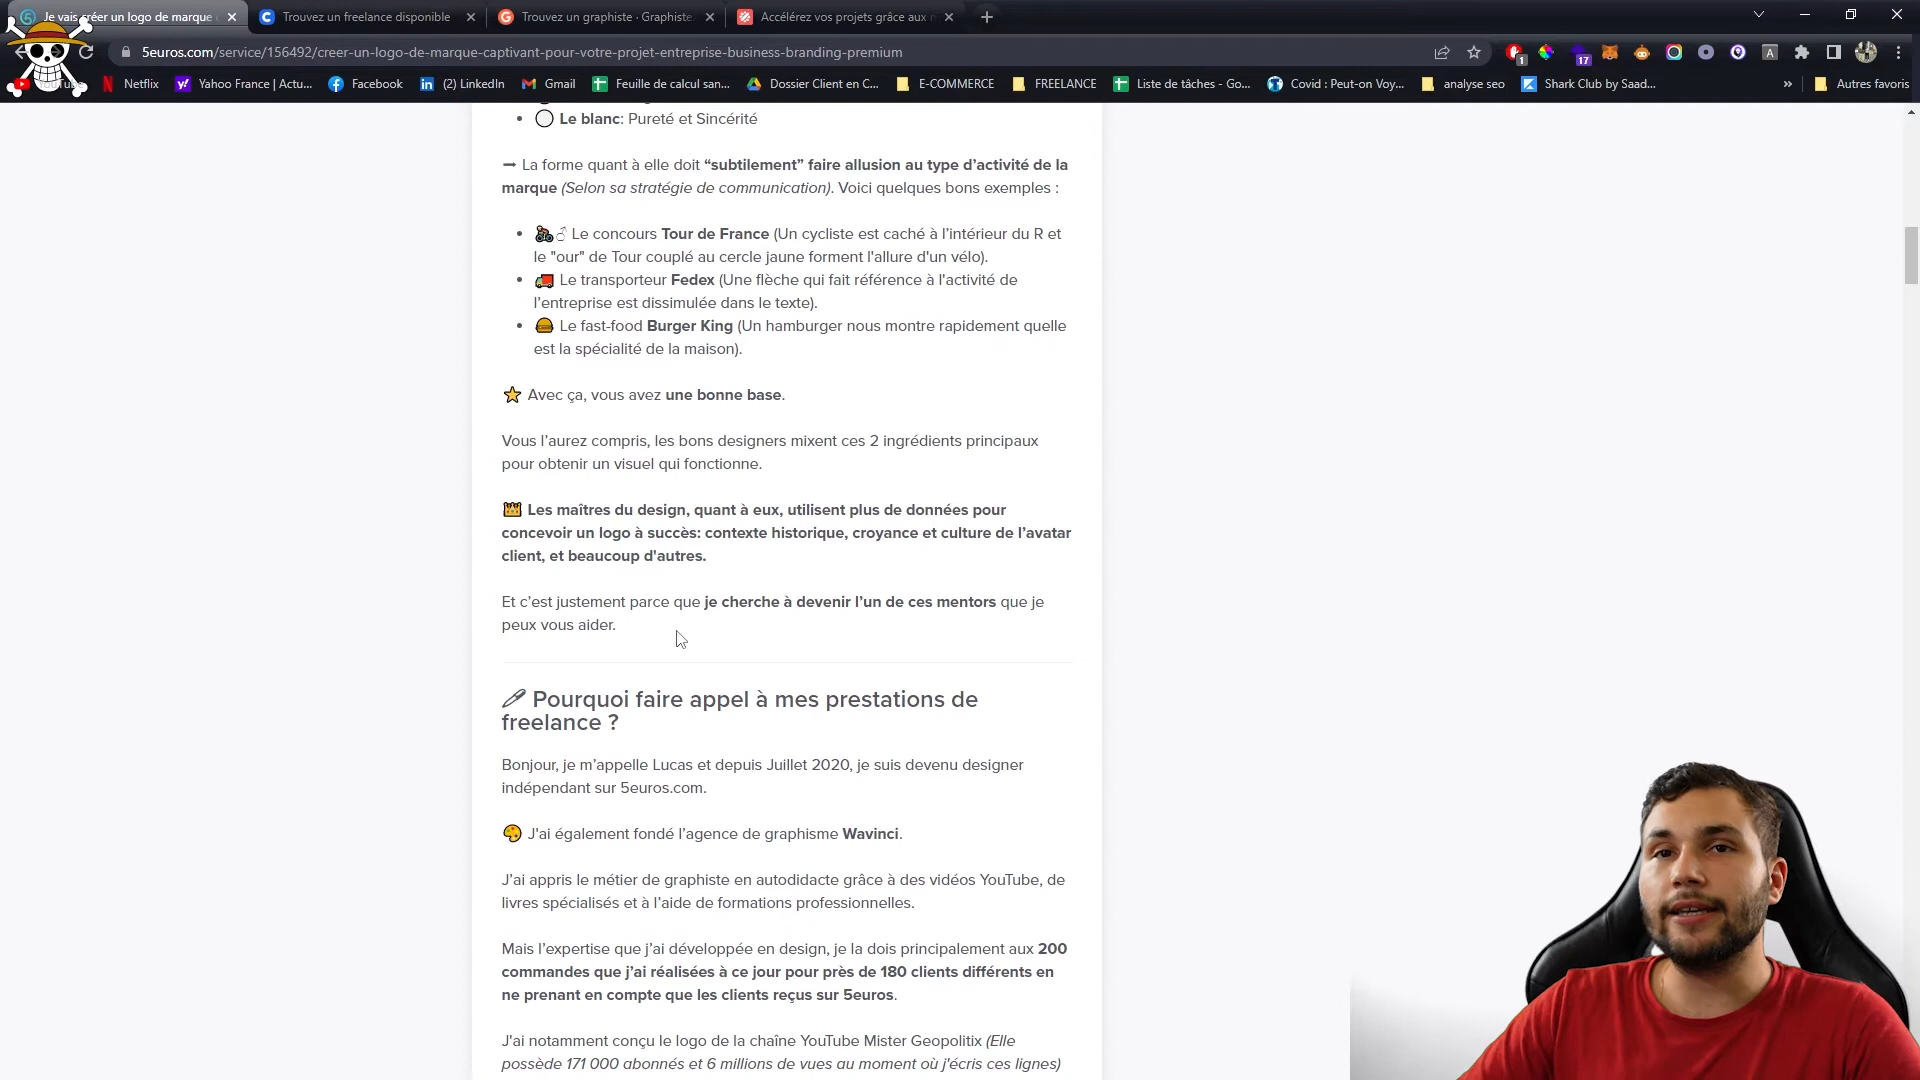 Je vais créer un logo de marque
Trouvez un freelance disponible
Trouvez un graphiste · Graphiste.
Accélérez vos projets grâce aux
5euros.com/service/156492/creer-un-logo-de-marque-captivant-pour-votre-projet-entreprise-business-branding-premium
1
17
A
Netflix
Yahoo France | Actu...
Facebook
(2) LinkedIn
Gmail
Feuille de calcul san...
Dossier Client en C...
E-COMMERCE
FREELANCE
Liste de tâches - Go...
Covid : Peut-on Voy...
analyse seo
Shark Club by Saad...
»
Autres favoris
Le blanc: Pureté et Sincérité
La forme quant à elle doit “subtilement” faire allusion au type d’activité de la
marque (Selon sa stratégie de communication). Voici quelques bons exemples :
Le concours Tour de France (Un cycliste est caché à l’intérieur du R et
le "our" de Tour couplé au cercle jaune forment l'allure d'un vélo).
Le transporteur Fedex (Une flèche qui fait référence à l'activité de
l’entreprise est dissimulée dans le texte).
Le fast-food Burger King (Un hamburger nous montre rapidement quelle
est la spécialité de la maison).
Avec ça, vous avez une bonne base.
Vous l’aurez compris, les bons designers mixent ces 2 ingrédients principaux
pour obtenir un visuel qui fonctionne.
Les maîtres du design, quant à eux, utilisent plus de données pour
concevoir un logo à succès: contexte historique, croyance et culture de l’avatar
client, et beaucoup d'autres.
Et c’est justement parce que je cherche à devenir l’un de ces mentors que je
peux vous aider.
Pourquoi faire appel à mes prestations de
freelance ?
Bonjour, je m’appelle Lucas et depuis Juillet 2020, je suis devenu designer
indépendant sur 5euros.com.
J'ai également fondé l’agence de graphisme Wavinci.
J’ai appris le métier de graphiste en autodidacte grâce à des vidéos YouTube, de
livres spécialisés et à l’aide de formations professionnelles.
Mais l’expertise que j’ai développée en design, je la dois principalement aux 200
commandes que j’ai réalisées à ce jour pour près de 180 clients différents en
ne prenant en compte que les clients reçus sur 5euros.
J'ai notamment conçu le logo de la chaîne YouTube Mister Geopolitix (Elle
possède 171 000 abonnés et 6 millions de vues au moment où j'écris ces lignes)